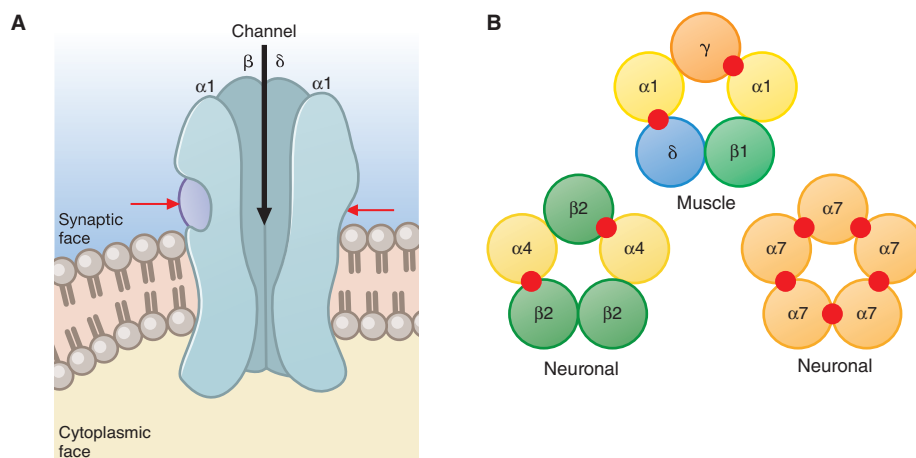 A
Channel
β
δ
α1
α1
Synaptic
face
Cytoplasmic
face
B
γ
α1
α1
δ
β1
Muscle
β2
α4
α4
β2
β2
Neuronal
α7
α7
α7
α7
α7
Neuronal